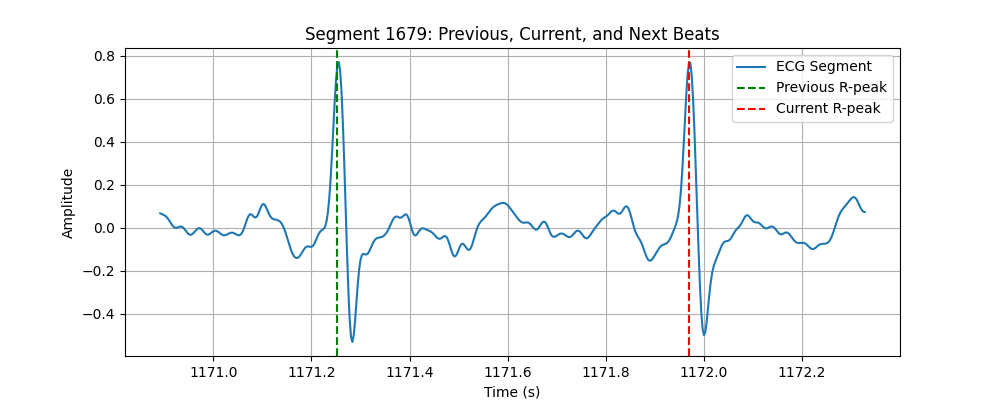 Segment 1679: Previous, Current, and Next Beats
ECG Segment
Previous R-peak
Current R-peak
Amplitude
0.8
0.6
0.4
0.2
0.0
−0.2
−0.4
1171.0 1171.2 1171.4 1171.6 1171.8 1172.0 1172.2
Time (s)